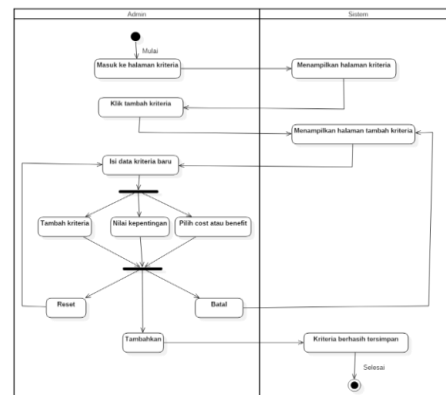 Admin
Sistem
Mulai
Masuk ke halaman kriteria
Menampilkan halaman kriteria
Klik tambah kriteria
Menampilkan halaman tambah kriteria
Isi data kriteria baru
Tambah kriteria
Nilai kepentingan
Pilih cost atau benefit
Reset
Batal
Tambahkan
Kriteria berhasih tersimpan
Selesai